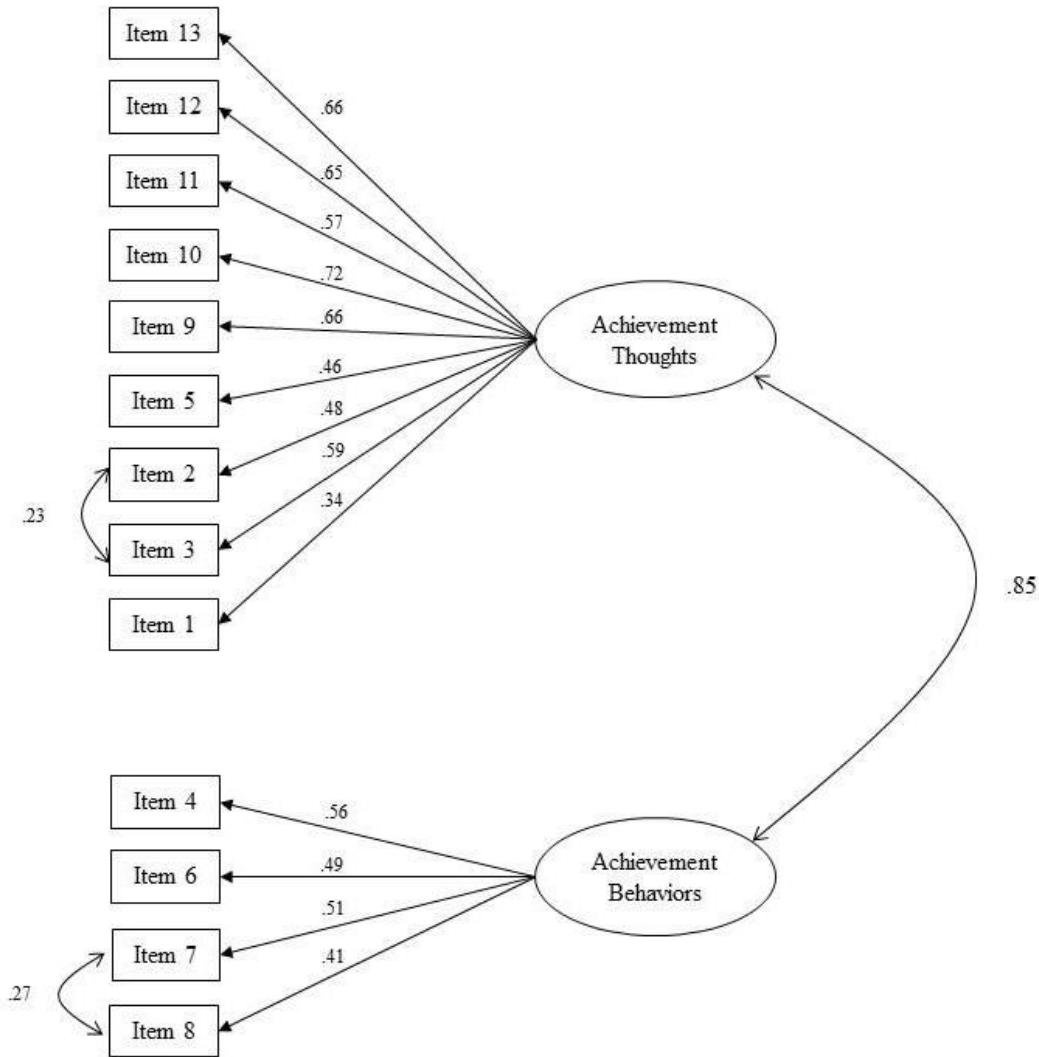 Item 13
Item 12
Item 11
Item 10
Item 9
Item 5
Item 2
Item 3
Item 1
.66
.65
.57
.72
.66
.46
.48
.59
.34
.23
Achievement
Thoughts
.85
Item 4
Item 6
Item 7
Item 8
.56
.49
.51
.41
.27
Achievement
Behaviors